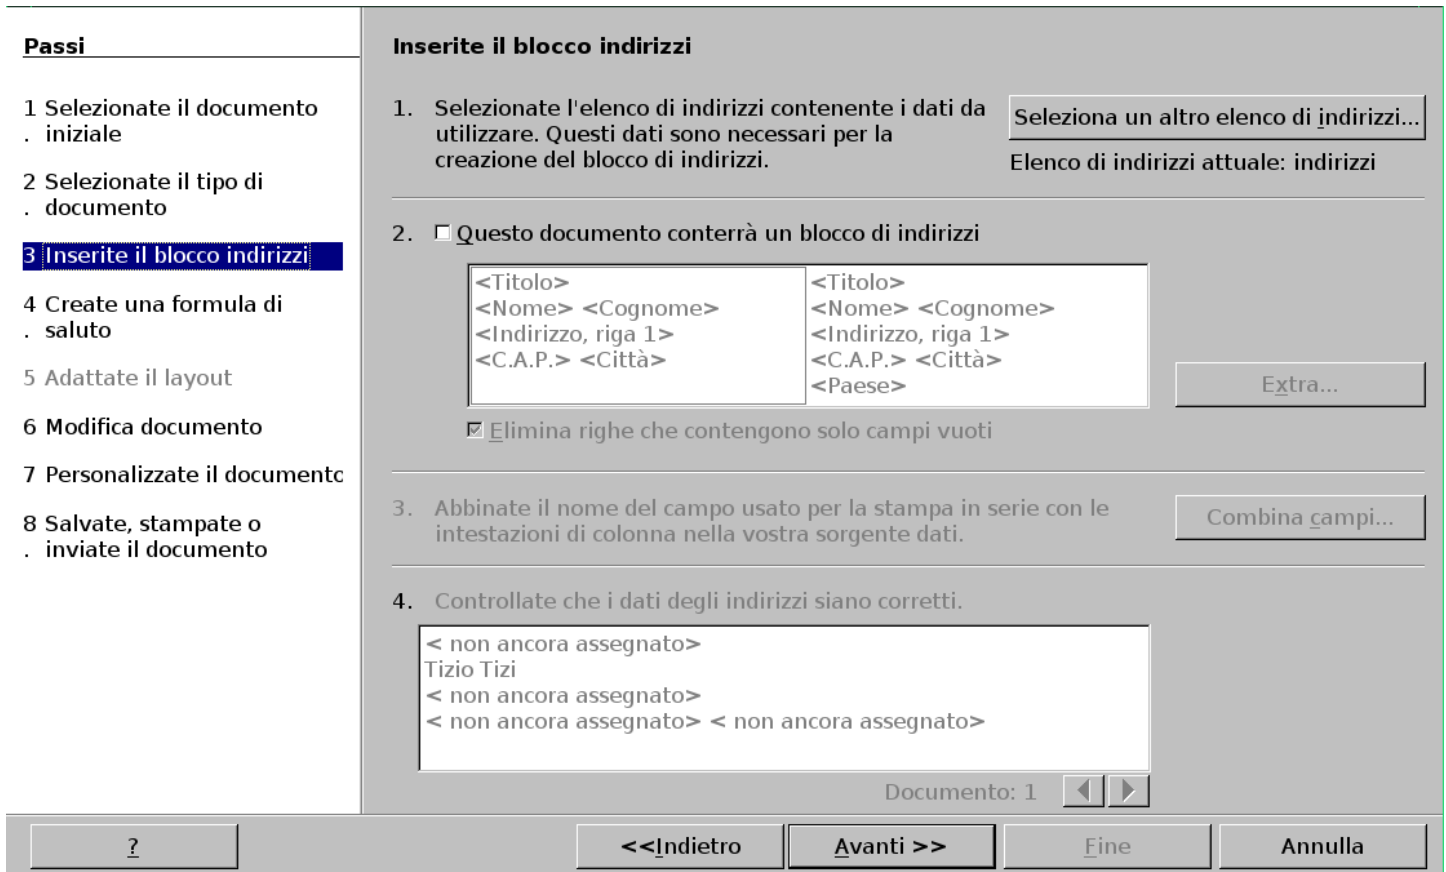 Passi
1 Selezionate il documento
. iniziale
2 Selezionate il tipo di
. documento
3 Inserite il blocco indirizzi
4 Create una formula di
. saluto
5 Adattate il layout
6 Modifica documento
7 Personalizzate il documento
8 Salvate, stampate o
. inviate il documento
Inserite il blocco indirizzi
1. Selezionate l'elenco di indirizzi contenente i dati da
utilizzare. Questi dati sono necessari per la
creazione del blocco di indirizzi.
Seleziona un altro elenco di indirizzi...
Elenco di indirizzi attuale: indirizzi
2. Questo documento conterrà un blocco di indirizzi
<Titolo>
<Nome> <Cognome>
<Indirizzo, riga 1>
<C.A.P.> <Città>
<Titolo>
<Nome> <Cognome>
<Indirizzo, riga 1>
<C.A.P.> <Città>
<Paese>
Extra...
Elimina righe che contengono solo campi vuoti
3. Abbinate il nome del campo usato per la stampa in serie con le
intestazioni di colonna nella vostra sorgente dati.
Combina campi...
4. Controllate che i dati degli indirizzi siano corretti.
< non ancora assegnato>
Tizio Tizi
< non ancora assegnato>
< non ancora assegnato> < non ancora assegnato>
Documento: 1
?
<<Indietro
Avanti >>
Fine
Annulla